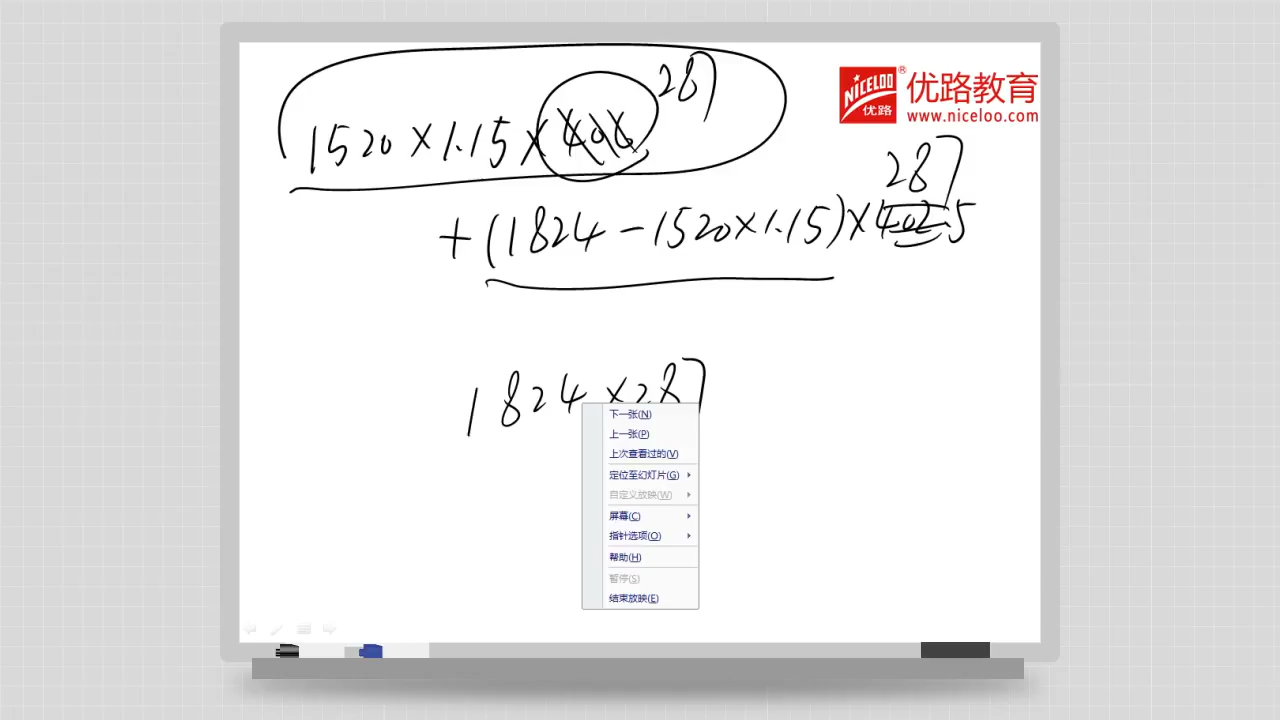 287
1520×1.15×406
NICELOO®
优路
优路教育
www.niceloo.com
287
+(1824-1520×1.15)×402.5
1824×287
下一张(N)
上一张(P)
上次查看过的(V)
定位至幻灯片(G)
自定义放映(W)
屏幕(C)
指针选项(O)
帮助(H)
暂停(S)
结束放映(E)